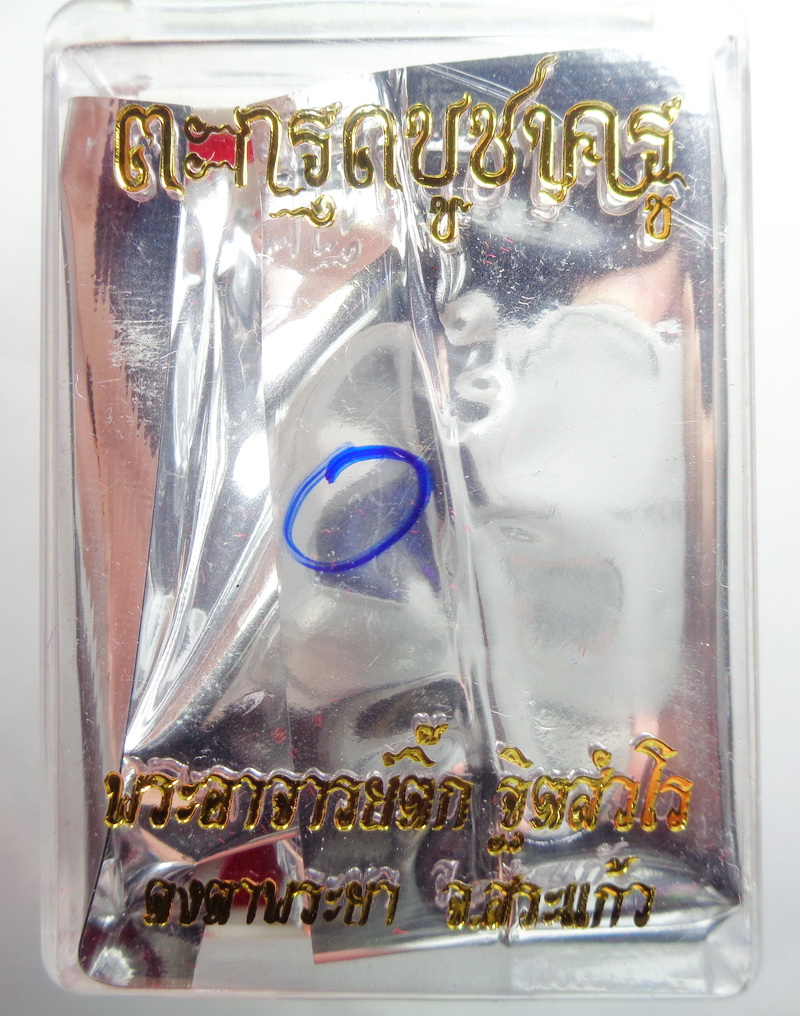 ตะกรุดบูชาครู
พระอาจารย์ติ๊ก ฐิตสํวโร
ดงตาพระยา จ.สระแก้ว